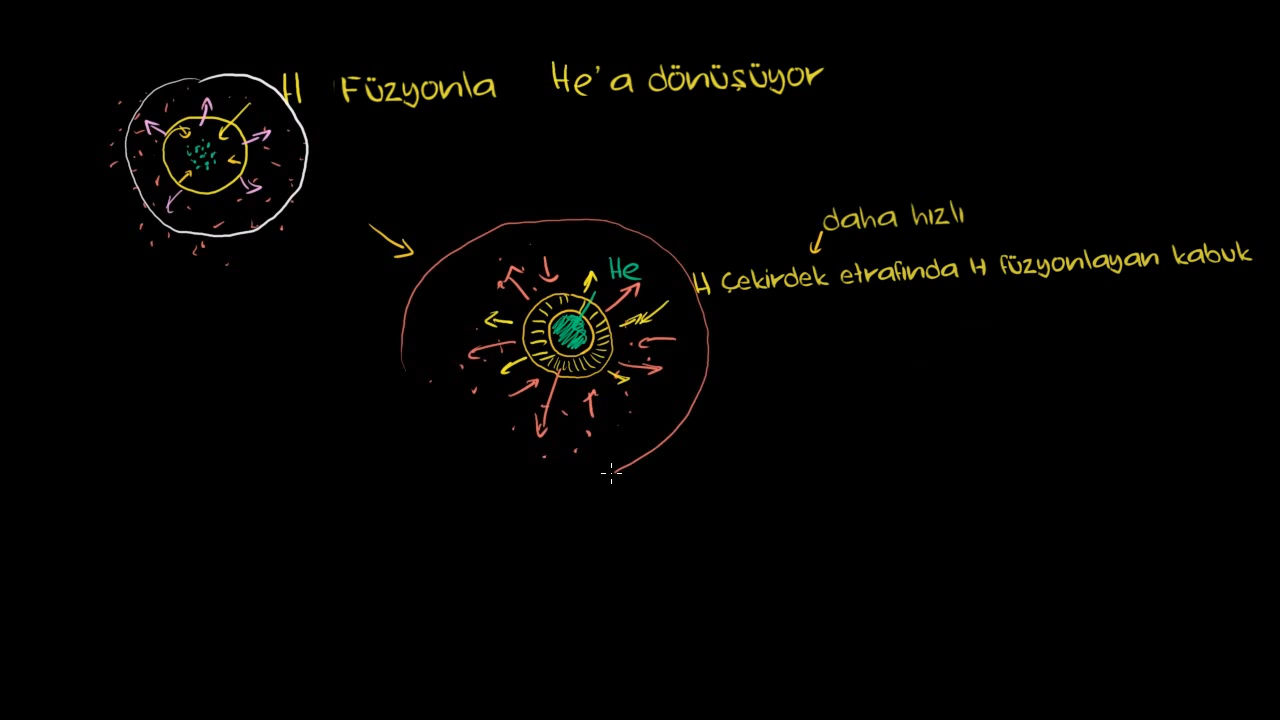 H Füzyonla He'a dönüşüyor
daha hızlı
He
H Çekirdek etrafında H füzyonlayan kabuk